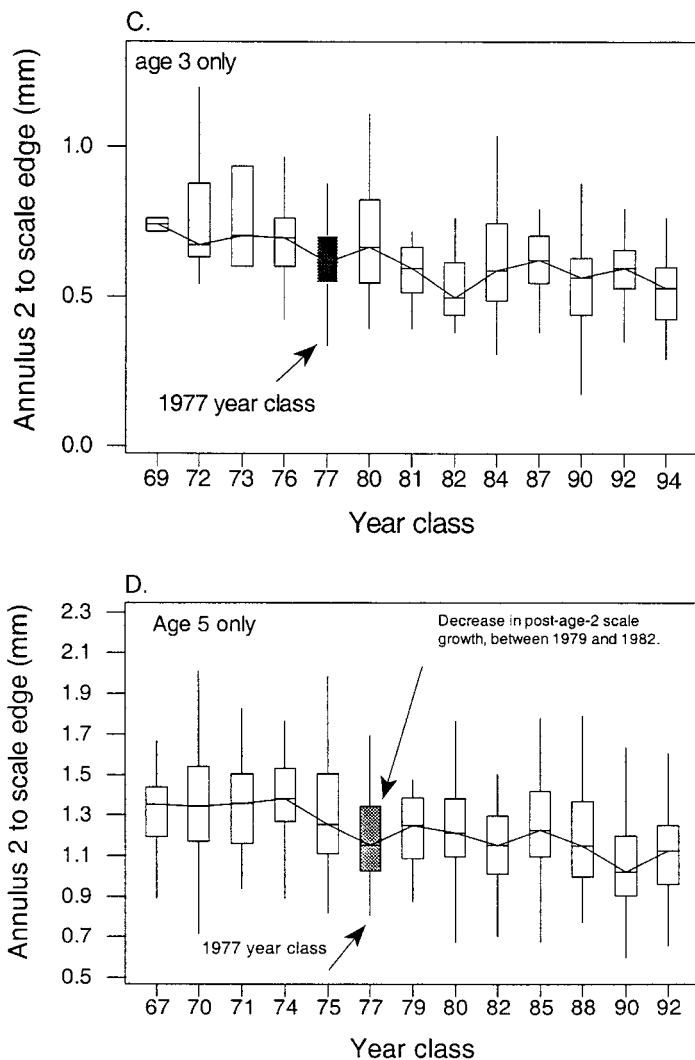 C.
age 3 only
Annulus 2 to scale edge (mm)
1.0
0.5
0.0
1977 year class
69 72 73 76 77 80 81 82 84 87 90 92 94
Year class
D.
Age 5 only
Decrease in post-age-2 scale
growth, between 1979 and 1982.
Annulus 2 to scale edge (mm)
2.3
2.1
1.9
1.7
1.5
1.3
1.1
0.9
0.7
0.5
1977 year class
67 70 71 74 75 77 79 80 82 85 88 90 92
Year class